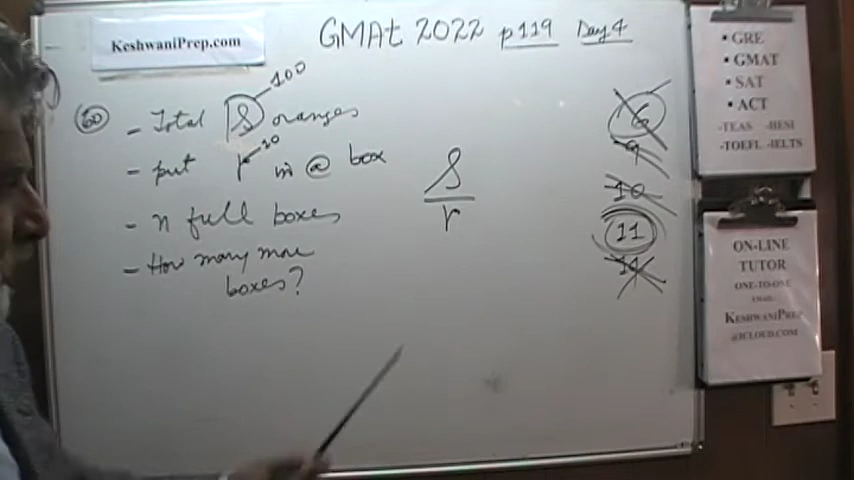 KeshwaniPrep.com
GMAt 2022 p119 Day 4
60
- Total S oranges
100
- put r in @ box
10
- n full boxes
- How many more
boxes?
S
r
6
9
10
11
14
• GRE
• GMAT
• SAT
• ACT
-TEAS -HESI
-TOEFL -IELTS
ON-LINE
TUTOR
ONE-TO-ONE
EMAIL:
KESHWANIPREP
@ICLOUD.COM